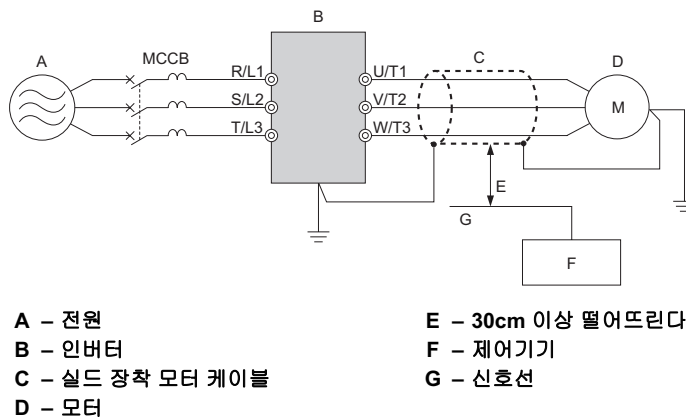 B
A
MCCB
C
D
R/L1
U/T1
S/L2
V/T2
M
T/L3
W/T3
E
G
F
A – 전원
B – 인버터
C – 실드 장착 모터 케이블
D – 모터
E – 30cm 이상 떨어뜨린다
F – 제어기기
G – 신호선